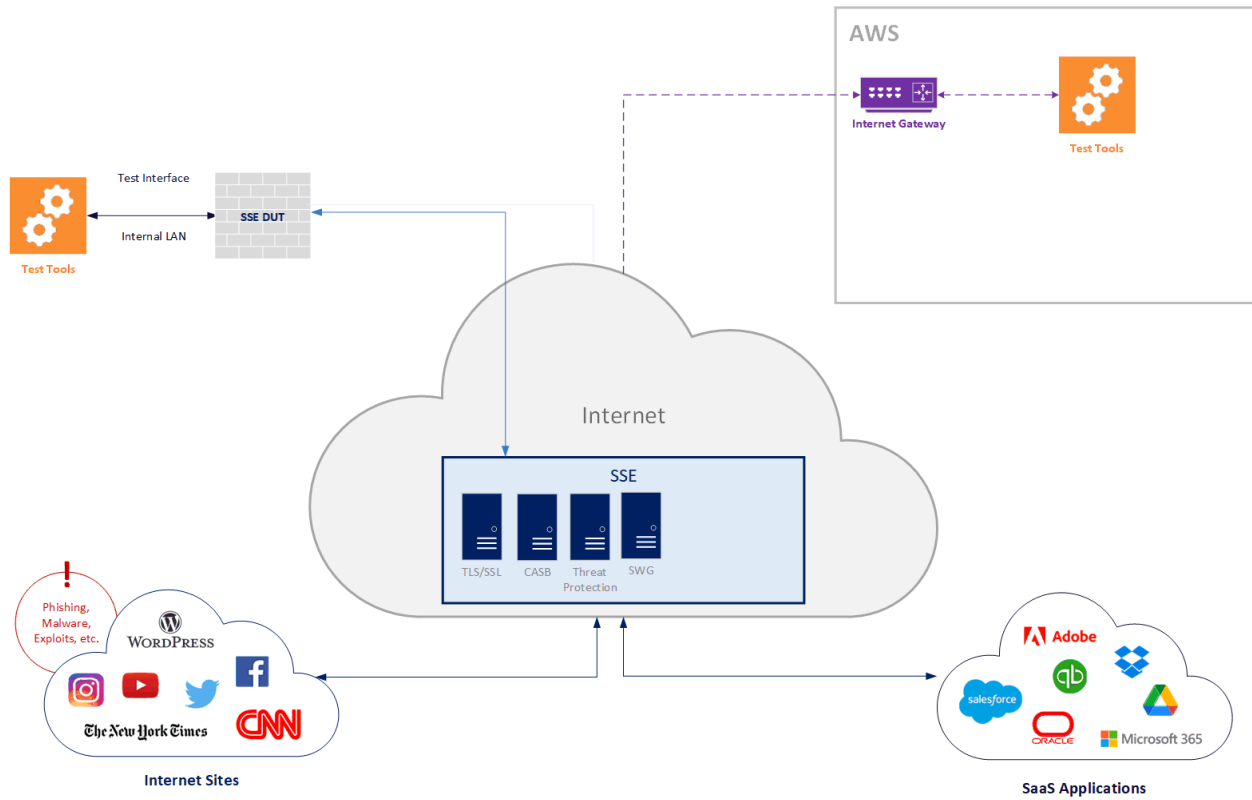 AWS
Internet Gateway
Test Tools
Test Interface
SSE DUT
Internal LAN
Test Tools
Internet
SSE
TLS/SSL
CASB
Threat
Protection
SWG
Phishing,
Malware,
Exploits, etc.
WORDPRESS
The New York Times
CNN
Internet Sites
Adobe
qb
salesforce
ORACLE
Microsoft 365
SaaS Applications